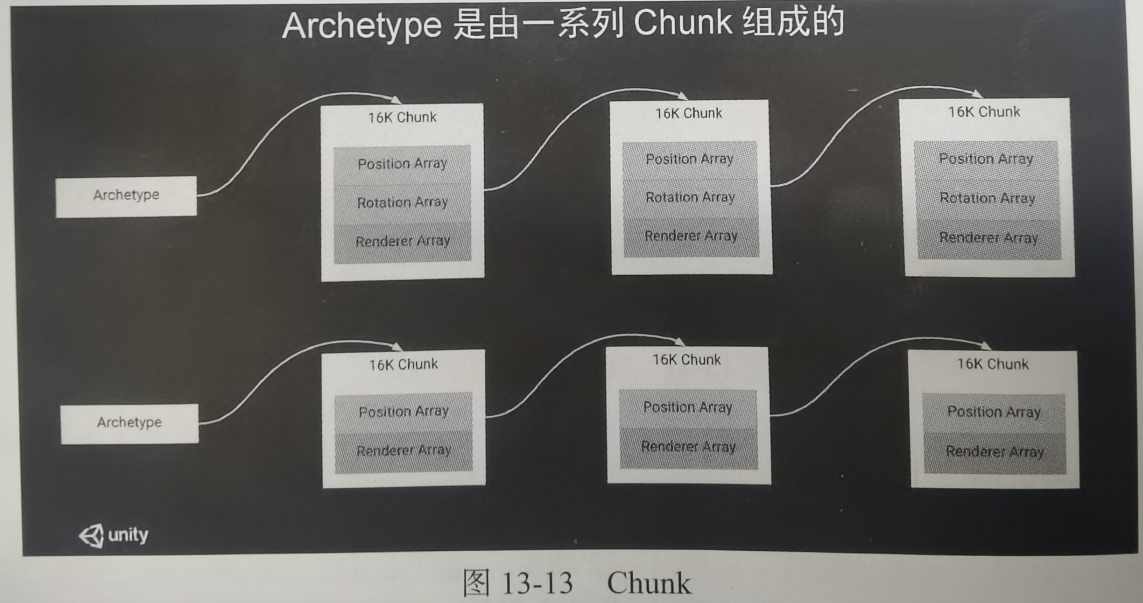 Archetype 是由一系列 Chunk 组成的
Archetype
16K Chunk
Position Array
Rotation Array
Renderer Array
16K Chunk
Position Array
Rotation Array
Renderer Array
16K Chunk
Position Array
Rotation Array
Renderer Array
Archetype
16K Chunk
Position Array
Renderer Array
16K Chunk
Position Array
Renderer Array
16K Chunk
Position Array
Renderer Array
unity
图 13-13 Chunk